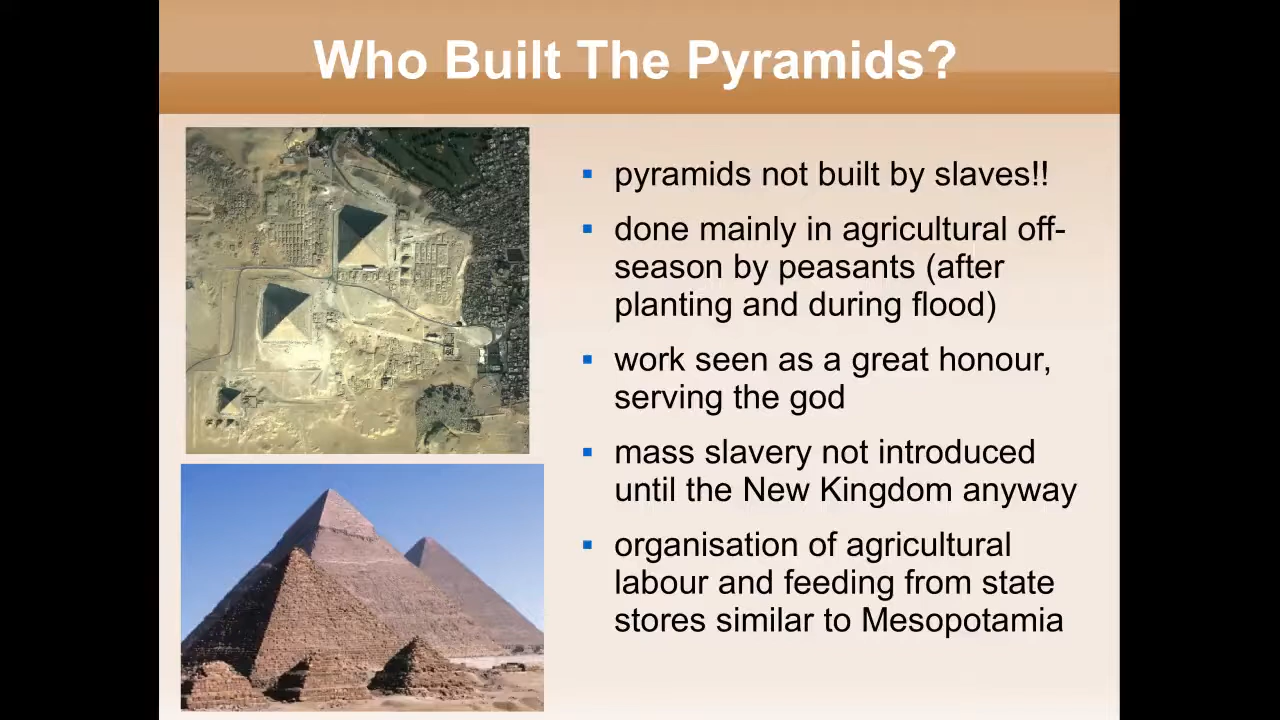 Who Built The Pyramids?
▪ pyramids not built by slaves!!
▪ done mainly in agricultural off-
season by peasants (after
planting and during flood)
▪ work seen as a great honour,
serving the god
▪ mass slavery not introduced
until the New Kingdom anyway
▪ organisation of agricultural
labour and feeding from state
stores similar to Mesopotamia